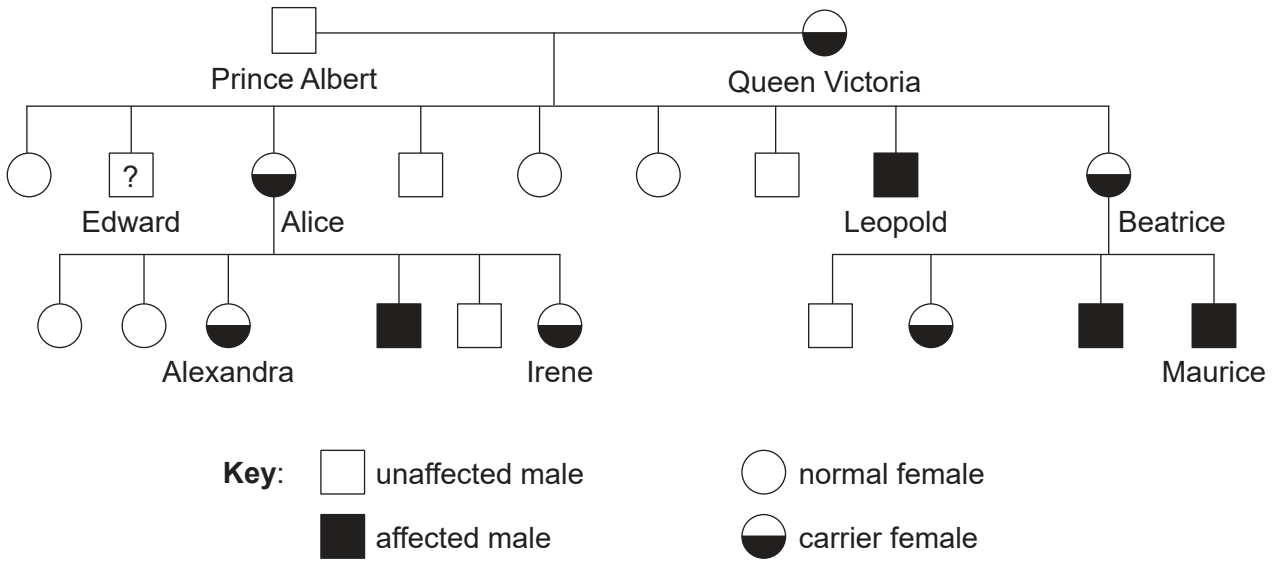 Prince Albert
Queen Victoria
?
Edward
Alice
Leopold
Beatrice
Alexandra
Irene
Maurice
Key:
unaffected male
normal female
affected male
carrier female